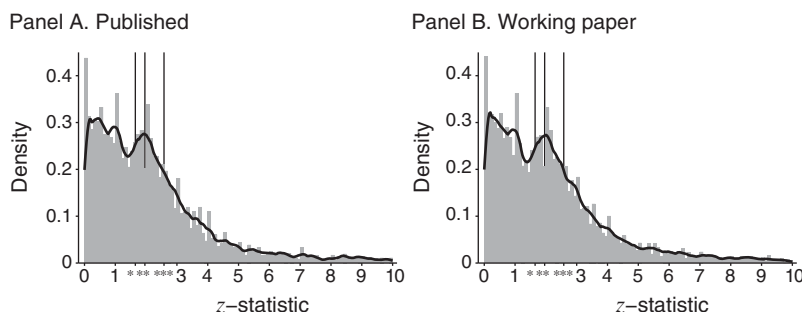 Panel A. Published
0.4
0.3
0.2
0.1
0
Density
0 1 2 3 4 5 6 7 8 9 10
* ** ***
z−statistic
Panel B. Working paper
0.4
0.3
0.2
0.1
0
Density
0 1 2 3 4 5 6 7 8 9 10
* ** ***
z−statistic